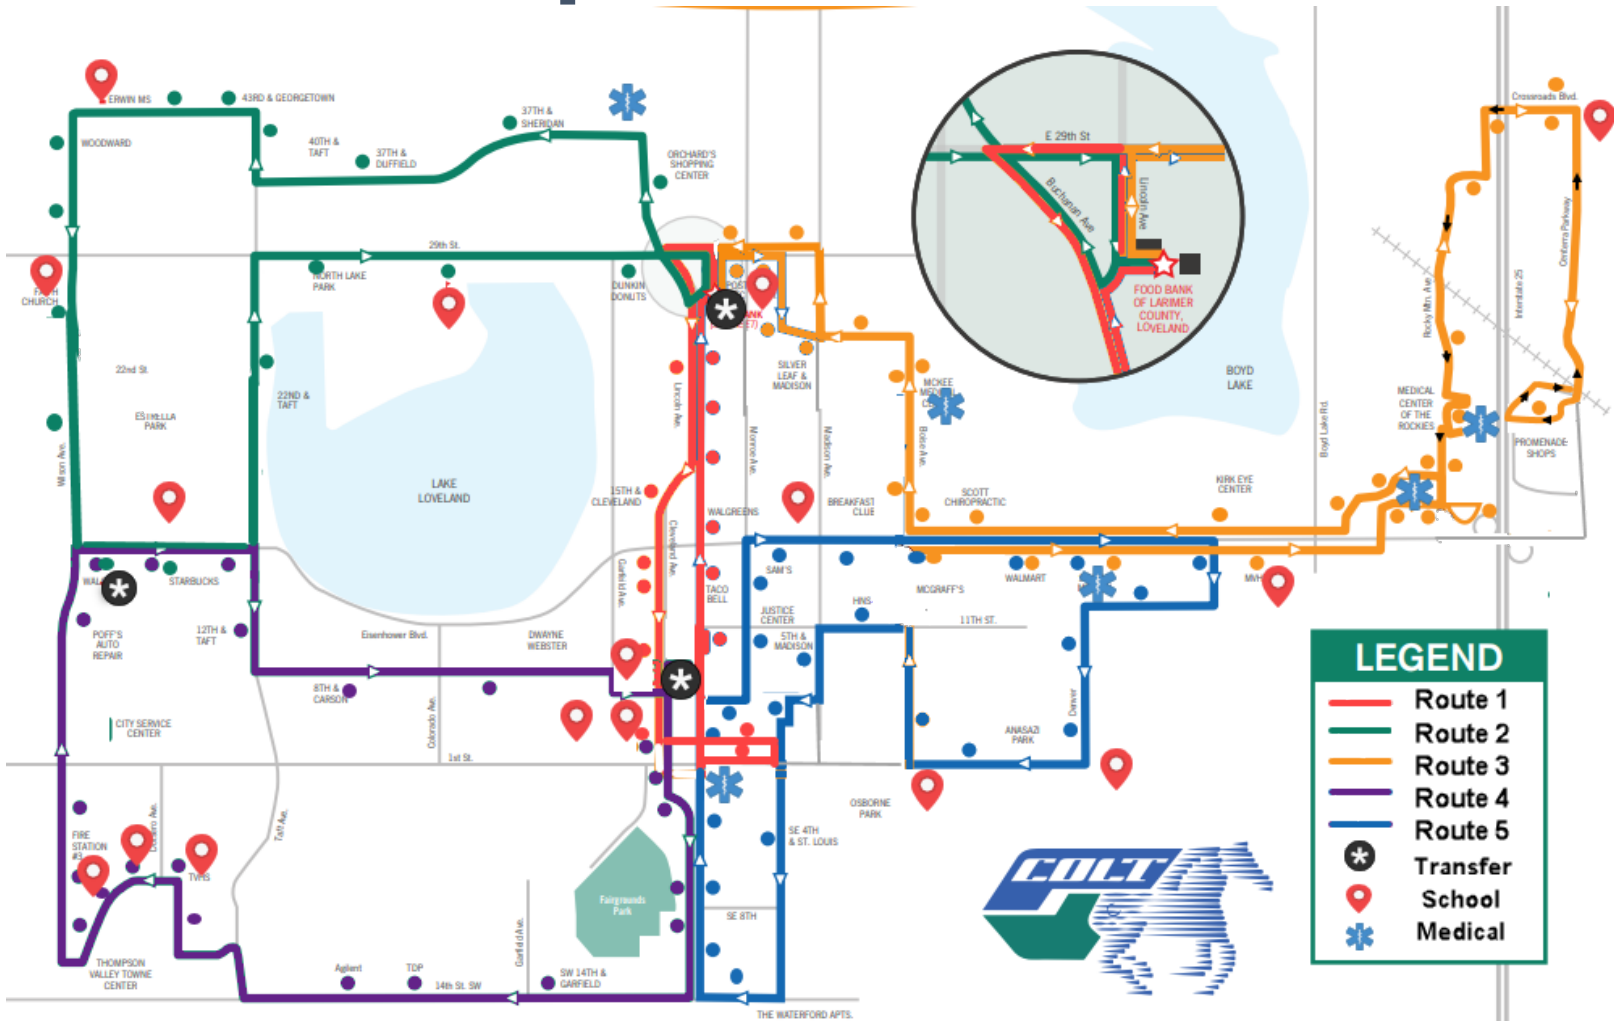 ERWIN MS
43RD & GEORGETOWN
WOODWARD
40TH &
TAFT
37TH &
DUFFIELD
37TH &
SHERIDAN
ORCHARD'S
SHOPPING
CENTER
29th St.
NORTH LAKE
PARK
DUNKIN
DONUTS
CHURCH
22nd St.
22ND &
TAFT
PARK
Wilson Ave.
LAKE
LOVELAND
STARBUCKS
POFF'S
AUTO
REPAIR
12TH &
TAFT
Eisenhower Blvd.
DWAYNE
WEBSTER
8TH &
CARSON
CITY SERVICE
CENTER
Colorado Ave.
1st St.
Taft Ave.
FIRE
STATION
#3
TVMS
THOMPSON
VALLEY TOWNE
CENTER
Agilent
TDP
14th St. SW
Garfield Ave.
SW 14TH &
GARFIELD
Fairgrounds
Park
SE 8TH
THE WATERFORD APTS.
SE 4TH
& ST. LOUIS
OSBORNE
PARK
Lincoln Ave.
15TH &
CLEVELAND
Cleveland Ave.
Garfield Ave.
WALGREENS
TACO
BELL
Monroe Ave.
Madison Ave.
SILVER
LEAF &
MADISON
BREAKFAST
CLUB
Boise Ave.
MCKEE
SCOTT
CHIROPRACTIC
SAM'S
JUSTICE
CENTER
5TH &
MADISON
HNS
MCGRAFF'S
11TH ST.
WALMART
Denver
ANASAZI
PARK
KIRK EYE
CENTER
MVH
Boyd Lake Rd.
BOYD
LAKE
MEDICAL
CENTER
OF THE
ROCKIES
Rocky Mtn. Ave.
Interstate 25
Centerra Parkway
Crossroads Blvd.
PROMENADE
SHOPS
E 29th St
Buchanan Ave
Lincoln Ave
FOOD BANK
OF LARIMER
COUNTY,
LOVELAND
COLT
LEGEND
Route 1
Route 2
Route 3
Route 4
Route 5
Transfer
School
Medical